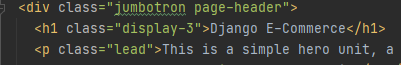 <div class="jumbotron page-header">
<h1 class="display-3">Django E-Commerce</h1>
<p class="lead">This is a simple hero unit, a